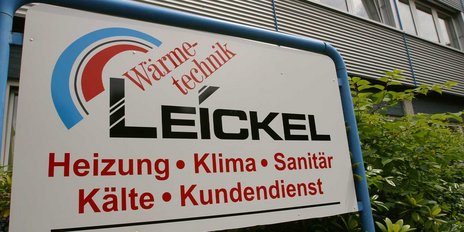 Wärme-
technik
LEICKEL
Heizung • Klima • Sanitär
Kälte • Kundendienst